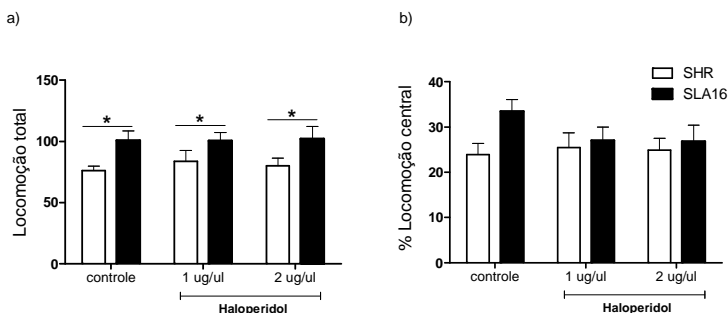 a)
Locomoção total
150
100
50
0
*
*
*
controle
1 ug/ul
2 ug/ul
Haloperidol
b)
% Locomoção central
40
30
20
10
0
SHR
SLA16
controle
1 ug/ul
2 ug/ul
Haloperidol